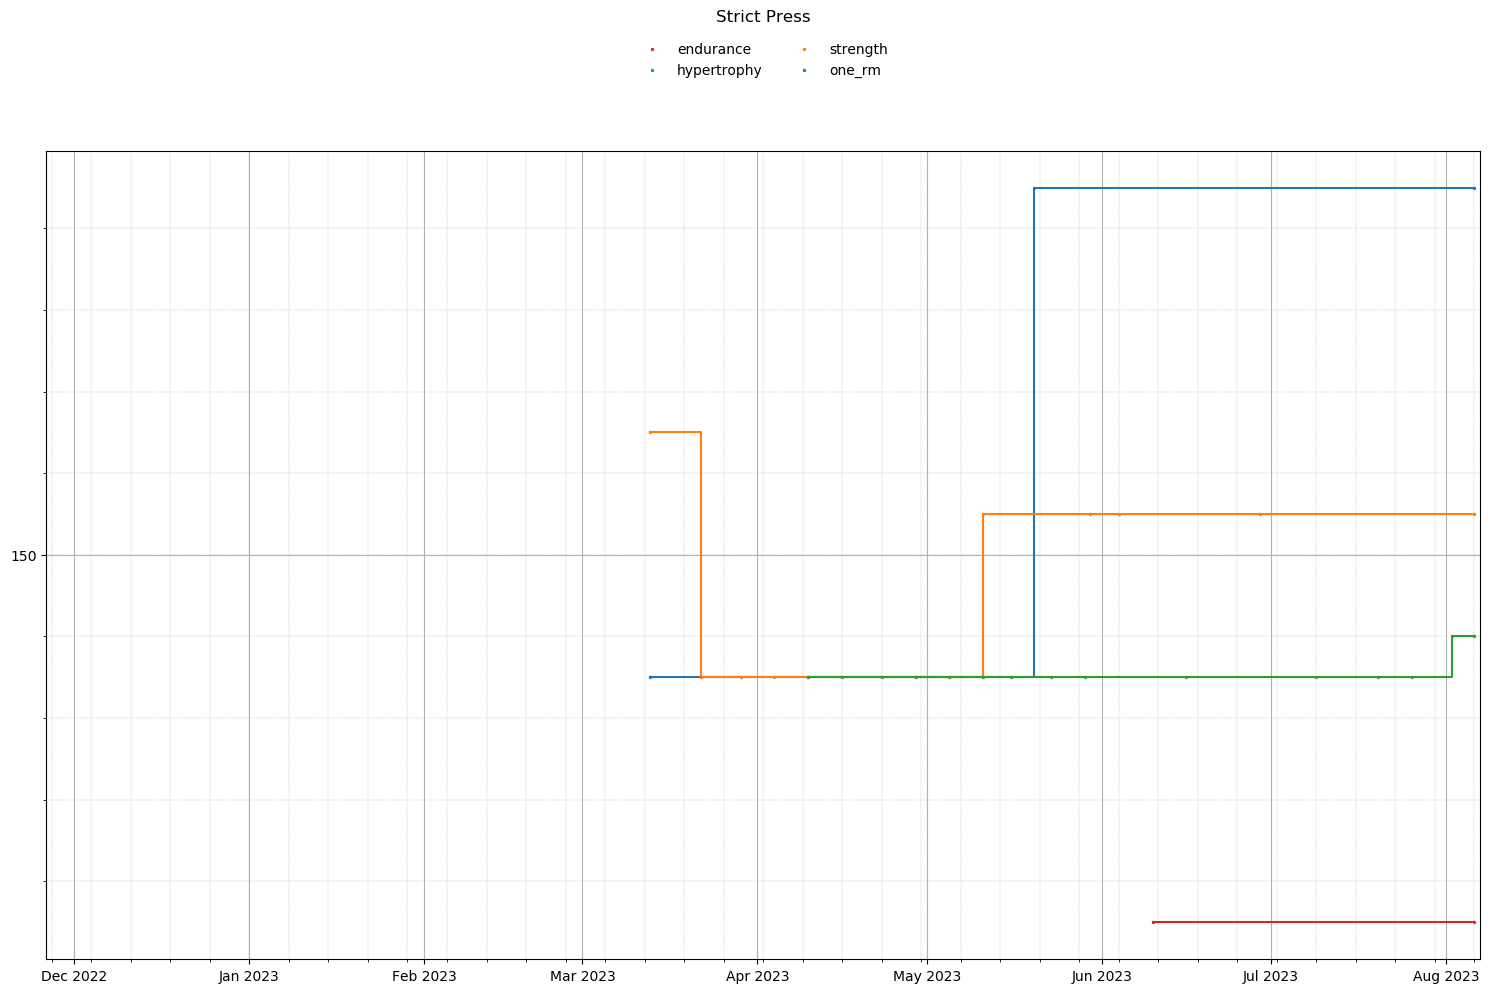 Strict Press
endurance strength
hypertrophy one_rm
150
Dec 2022 Jan 2023 Feb 2023 Mar 2023 Apr 2023 May 2023 Jun 2023 Jul 2023 Aug 2023